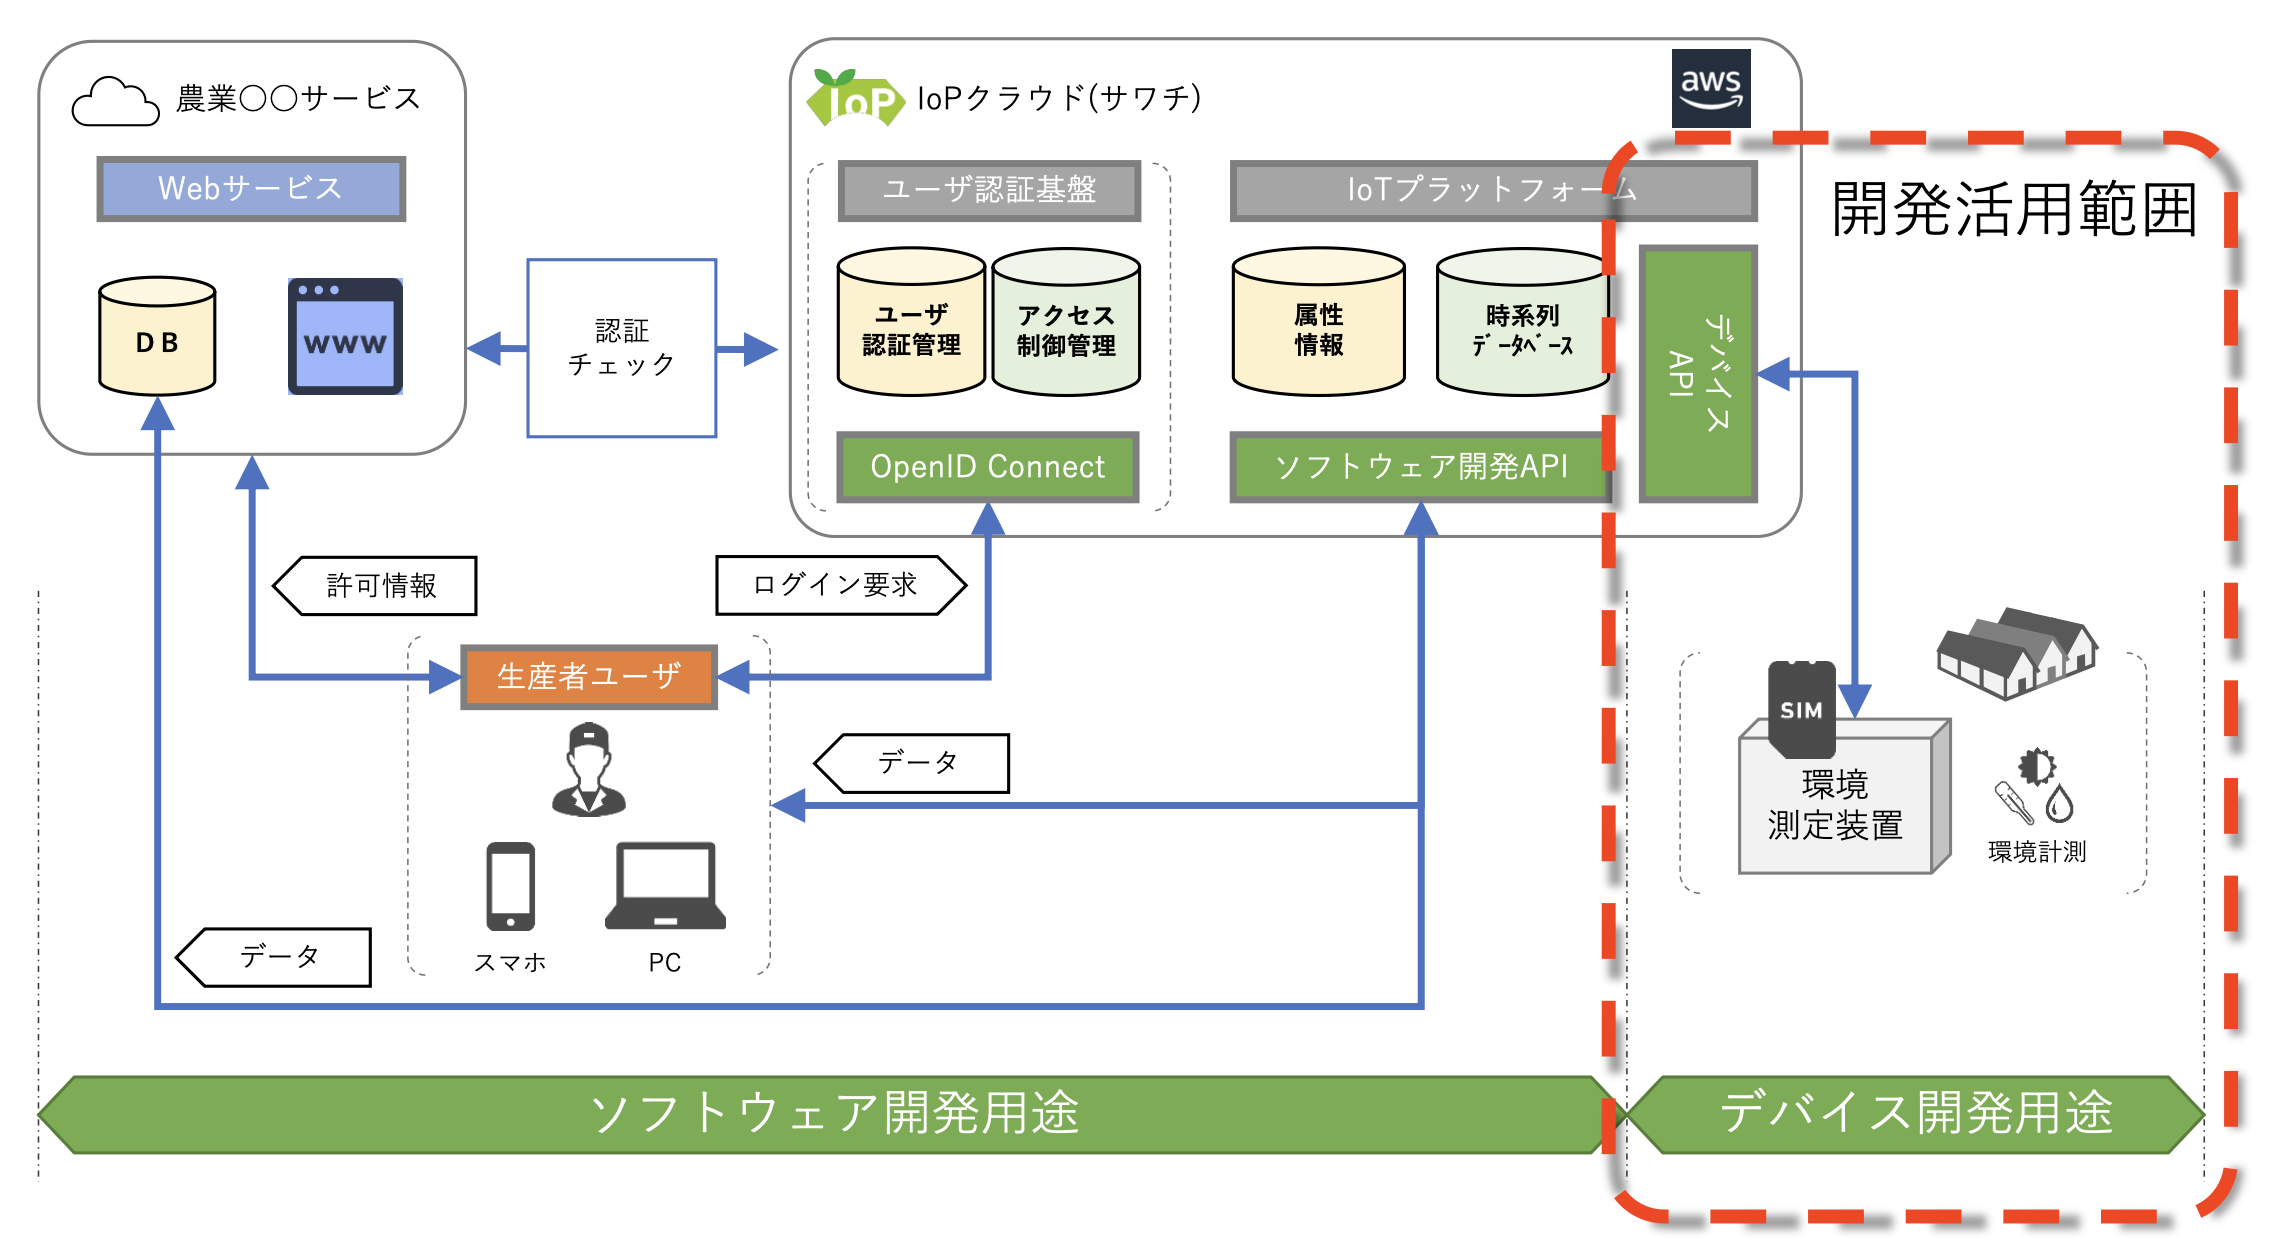 農業〇〇サービス
Webサービス
DB
www
認証
チェック
IoP
IoPクラウド(サワチ)
aws
ユーザ認証基盤
ユーザ
認証管理
アクセス
制御管理
OpenID Connect
IoTプラットフォーム
属性
情報
時系列
ﾃﾞｰﾀﾍﾞｰｽ
ソフトウェア開発API
デバイス
API
開発活用範囲
許可情報
ログイン要求
生産者ユーザ
データ
スマホ
PC
データ
SIM
環境
測定装置
環境計測
ソフトウェア開発用途
デバイス開発用途